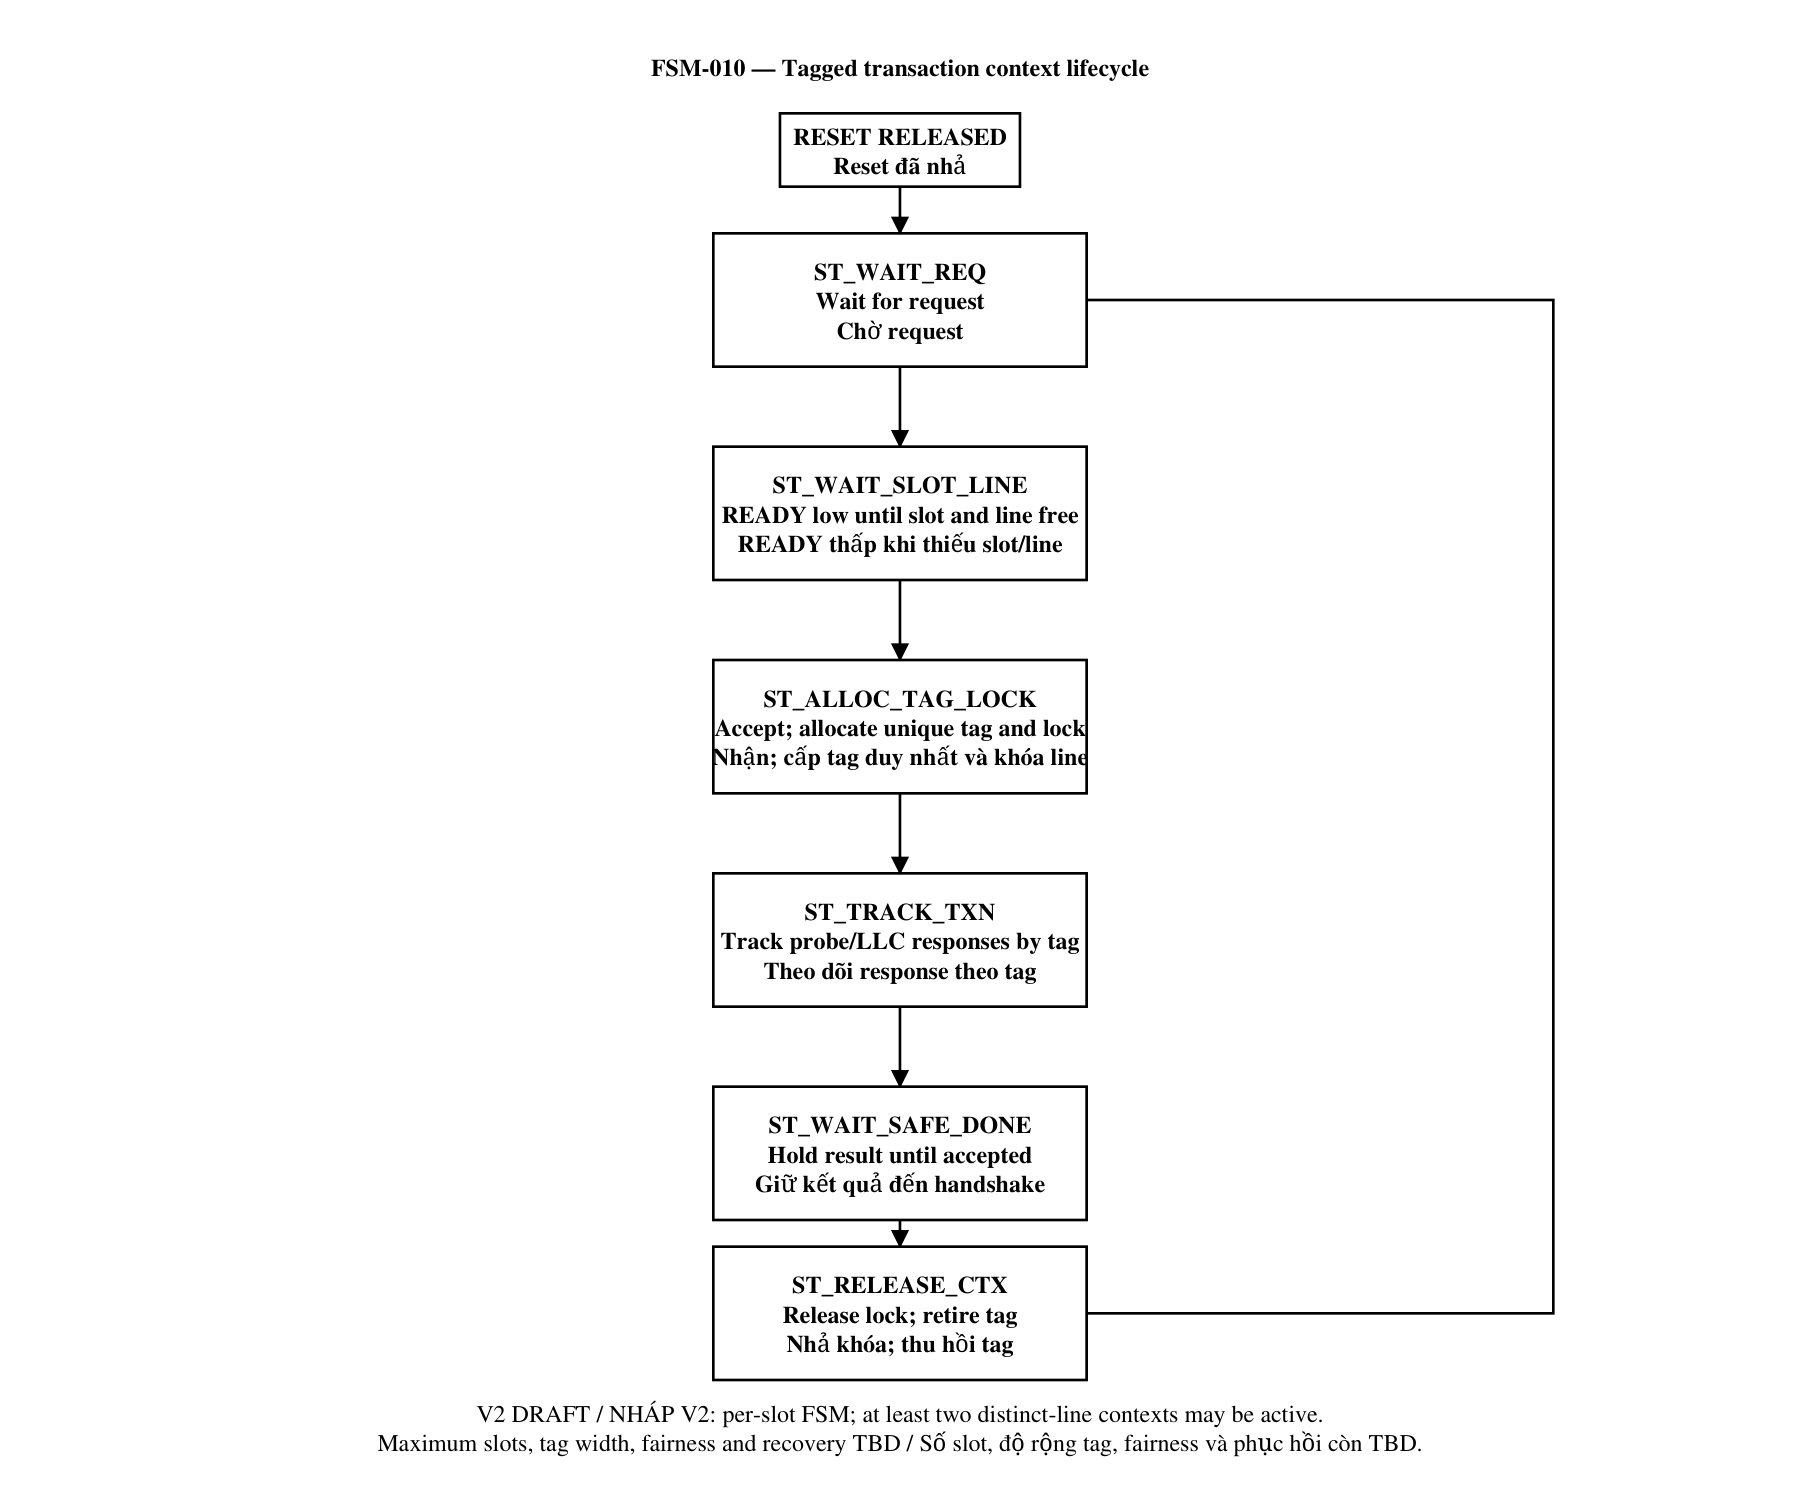 FSM-010 — Tagged transaction context lifecycle
RESET RELEASED
Reset đã nhả
ST_WAIT_REQ
Wait for request
Chờ request
ST_WAIT_SLOT_LINE
READY low until slot and line free
READY thấp khi thiếu slot/line
ST_ALLOC_TAG_LOCK
Accept; allocate unique tag and lock
Nhận; cấp tag duy nhất và khóa line
ST_TRACK_TXN
Track probe/LLC responses by tag
Theo dõi response theo tag
ST_WAIT_SAFE_DONE
Hold result until accepted
Giữ kết quả đến handshake
ST_RELEASE_CTX
Release lock; retire tag
Nhả khóa; thu hồi tag
V2 DRAFT / NHÁP V2: per-slot FSM; at least two distinct-line contexts may be active.
Maximum slots, tag width, fairness and recovery TBD / Số slot, độ rộng tag, fairness và phục hồi còn TBD.